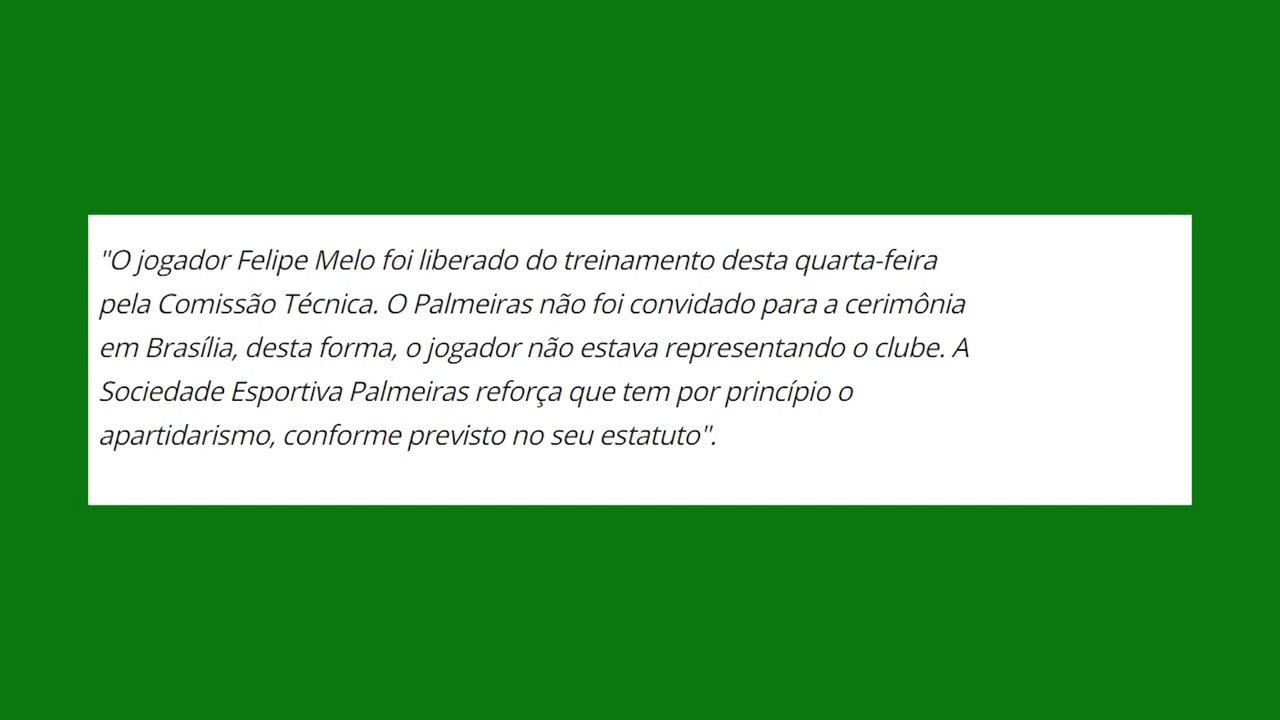 "O jogador Felipe Melo foi liberado do treinamento desta quarta-feira
pela Comissão Técnica. O Palmeiras não foi convidado para a cerimônia
em Brasília, desta forma, o jogador não estava representando o clube. A
Sociedade Esportiva Palmeiras reforça que tem por princípio o
apartidarismo, conforme previsto no seu estatuto".